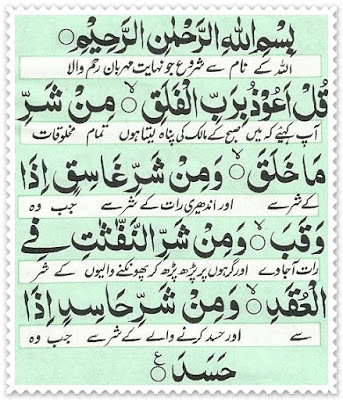 بِسْمِ اللهِ الرَّحْمٰنِ الرَّحِيْمِ ○
اللہ کے نام سے شروع جو نہایت مہربان رحم والا
قُلْ اَعُوْذُ بِرَبِّ الْفَلَقِ ○ۙ مِنْ شَرِّ
آپ کہیئے کہ میں صبح کے مالک کی پناہ لیتا ہوں تمام مخلوقات
مَا خَلَقَ ○ۙ وَمِنْ شَرِّ غَاسِقٍ اِذَا
کے شر سے اور اندھیری رات کے شر سے جب وہ
وَقَبَ ○ۙ وَمِنْ شَرِّ النَّفّٰثٰتِ فِى
رات آجاوے اور گرہوں پر پڑھ پڑھ کر پھونکنے والیوں کے شر
الْعُقَدِ ○ۙ وَمِنْ شَرِّ حَاسِدٍ اِذَا
سے اور حسد کرنے والے کے شر سے جب وہ
حَسَدَ ○ع